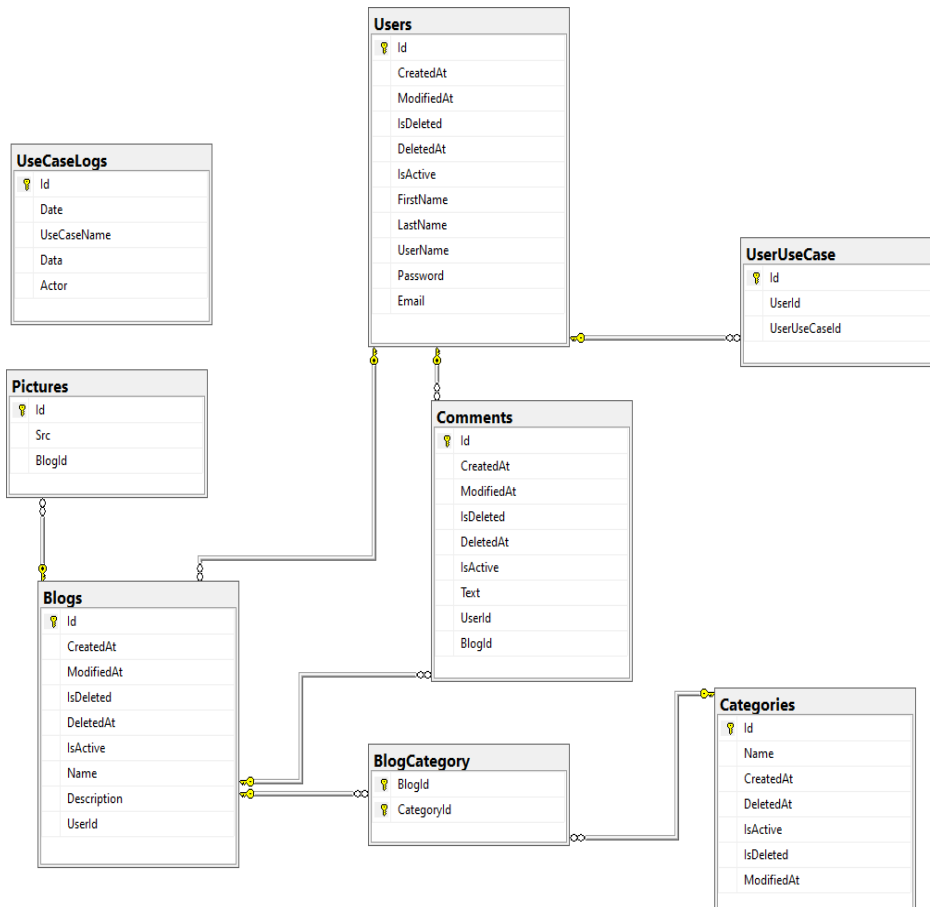 Users
Id
CreatedAt
ModifiedAt
IsDeleted
DeletedAt
IsActive
FirstName
LastName
UserName
Password
Email
UseCaseLogs
Id
Date
UseCaseName
Data
Actor
UserUseCase
Id
UserId
UserUseCaseId
Pictures
Id
Src
BlogId
Comments
Id
CreatedAt
ModifiedAt
IsDeleted
DeletedAt
IsActive
Text
UserId
BlogId
Blogs
Id
CreatedAt
ModifiedAt
IsDeleted
DeletedAt
IsActive
Name
Description
UserId
BlogCategory
BlogId
CategoryId
Categories
Id
Name
CreatedAt
DeletedAt
IsActive
IsDeleted
ModifiedAt